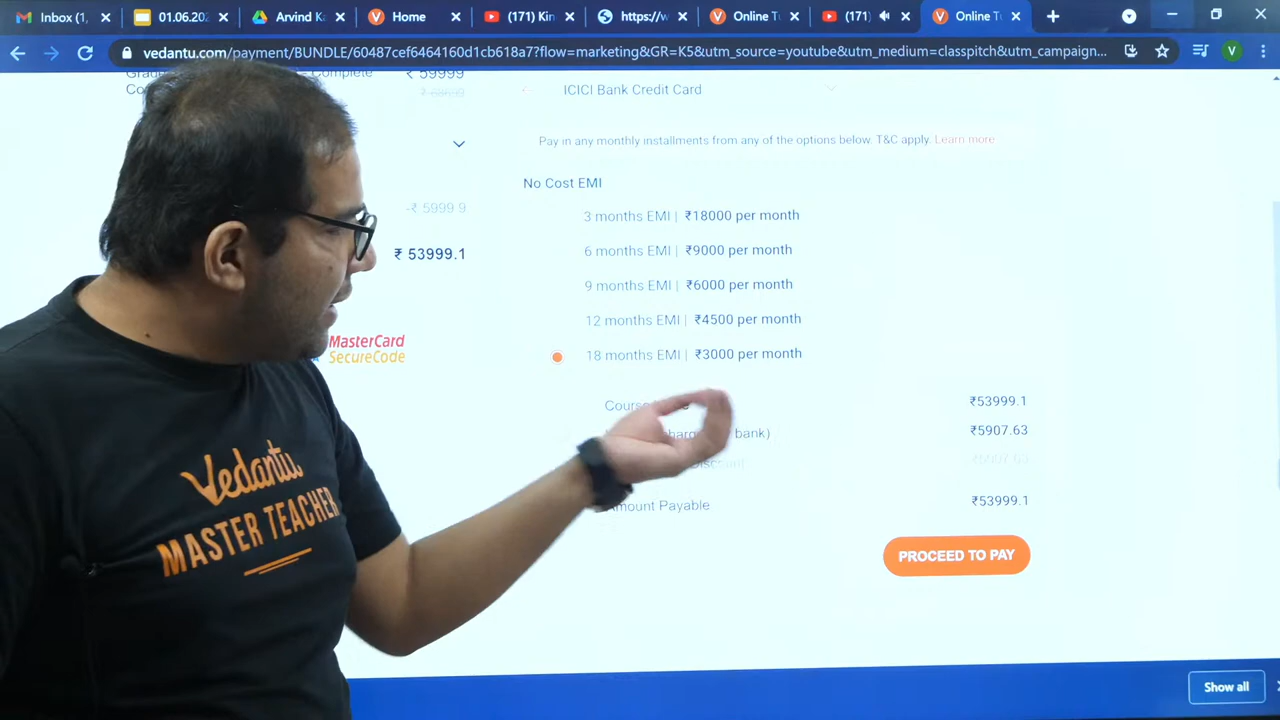 Inbox (1,
01.06.202
Arvind Ka
Home
(171) Kin
https://w
Online Tu
(171)
Online Tu
vedantu.com/payment/BUNDLE/60487cef6464160d1cb618a7?flow=marketing&GR=K5&utm_source=youtube&utm_medium=classpitch&utm_campaign...
V
Complete
₹ 59999
ICICI Bank Credit Card
Pay in any monthly installments from any of the options below. T&C apply. Learn more
-₹ 5999.9
₹ 53999.1
No Cost EMI
3 months EMI | ₹18000 per month
6 months EMI | ₹9000 per month
9 months EMI | ₹6000 per month
12 months EMI | ₹4500 per month
18 months EMI | ₹3000 per month
MasterCard
SecureCode
₹53999.1
bank)
₹5907.63
Amount Payable
₹53999.1
PROCEED TO PAY
Show all
Vedantu
MASTER TEACHER